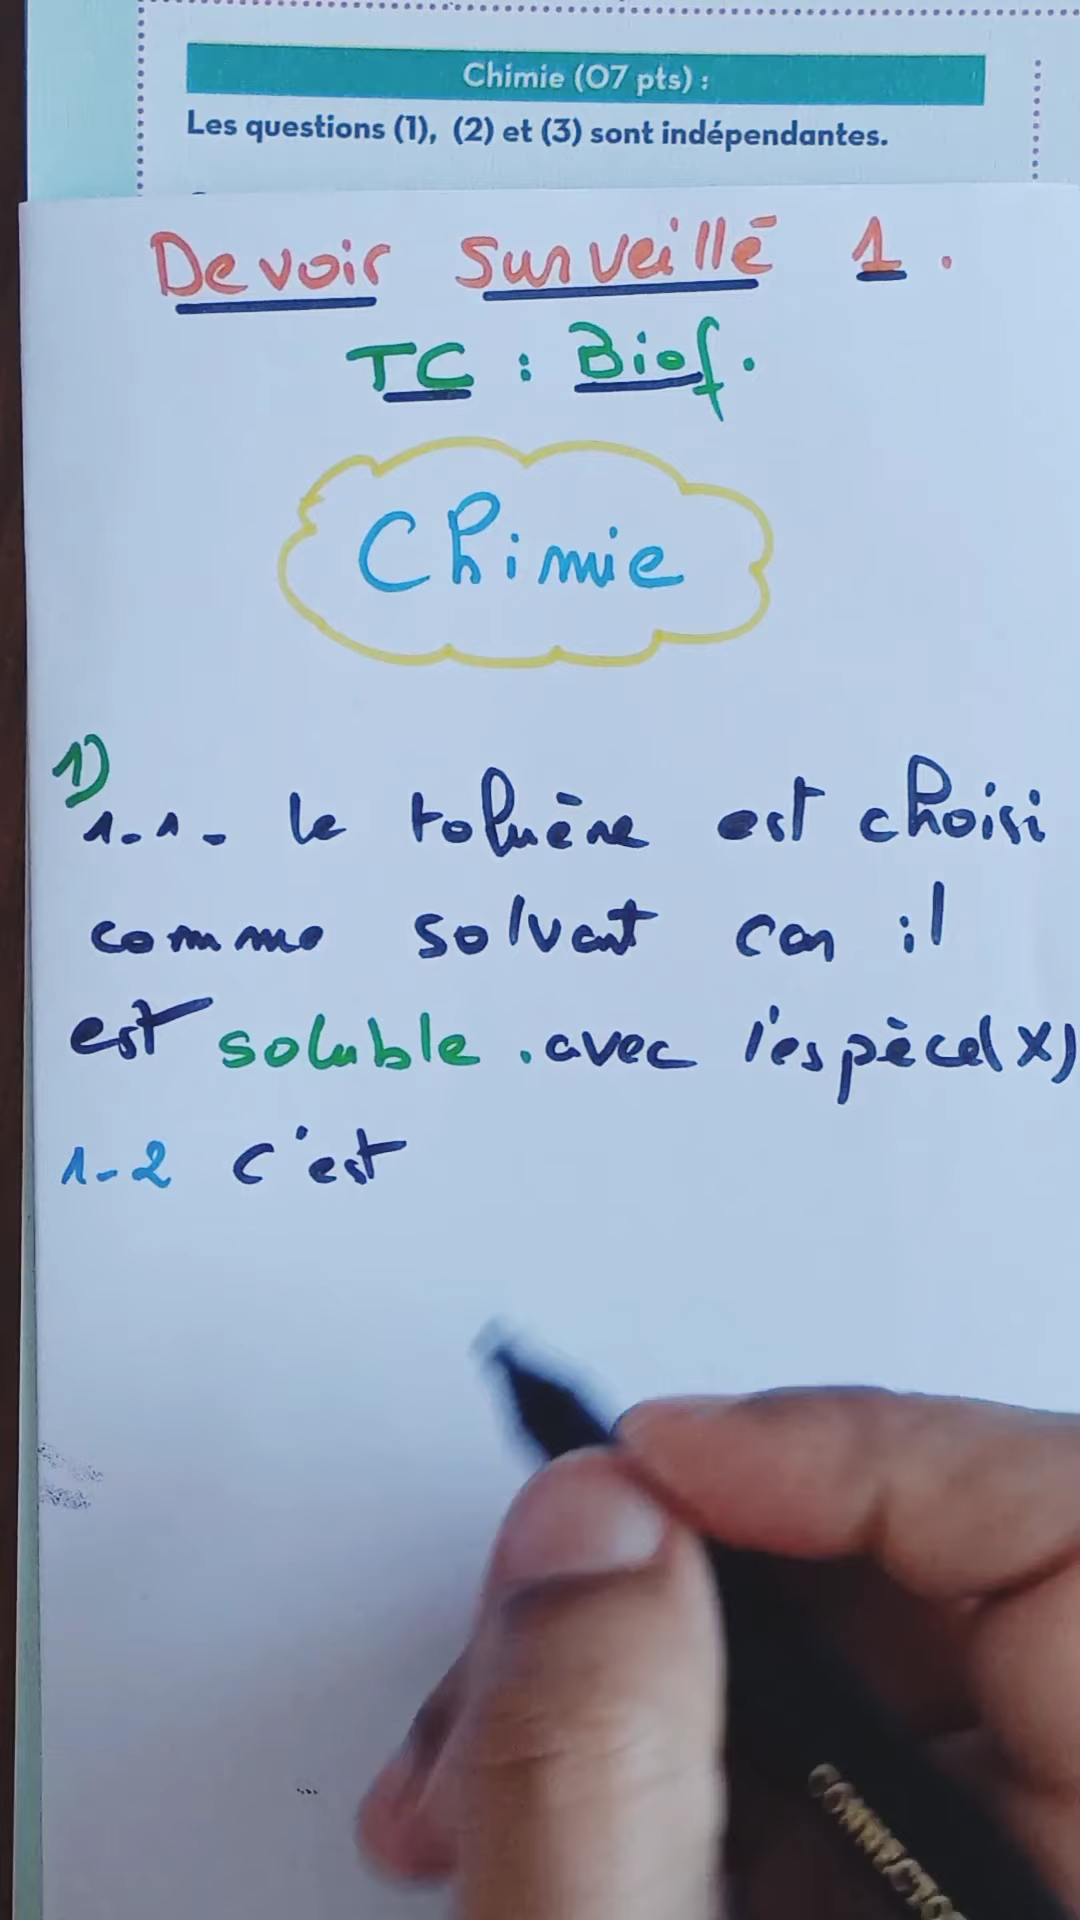 Chimie (07 pts) :
Les questions (1), (2) et (3) sont indépendantes.
Devoir surveillé 1.
TC : Biof.
Chimie
1)
1.1. le toluène est choisi
comme solvant car il
est soluble . avec l'espèce(X)
1-2 c'est